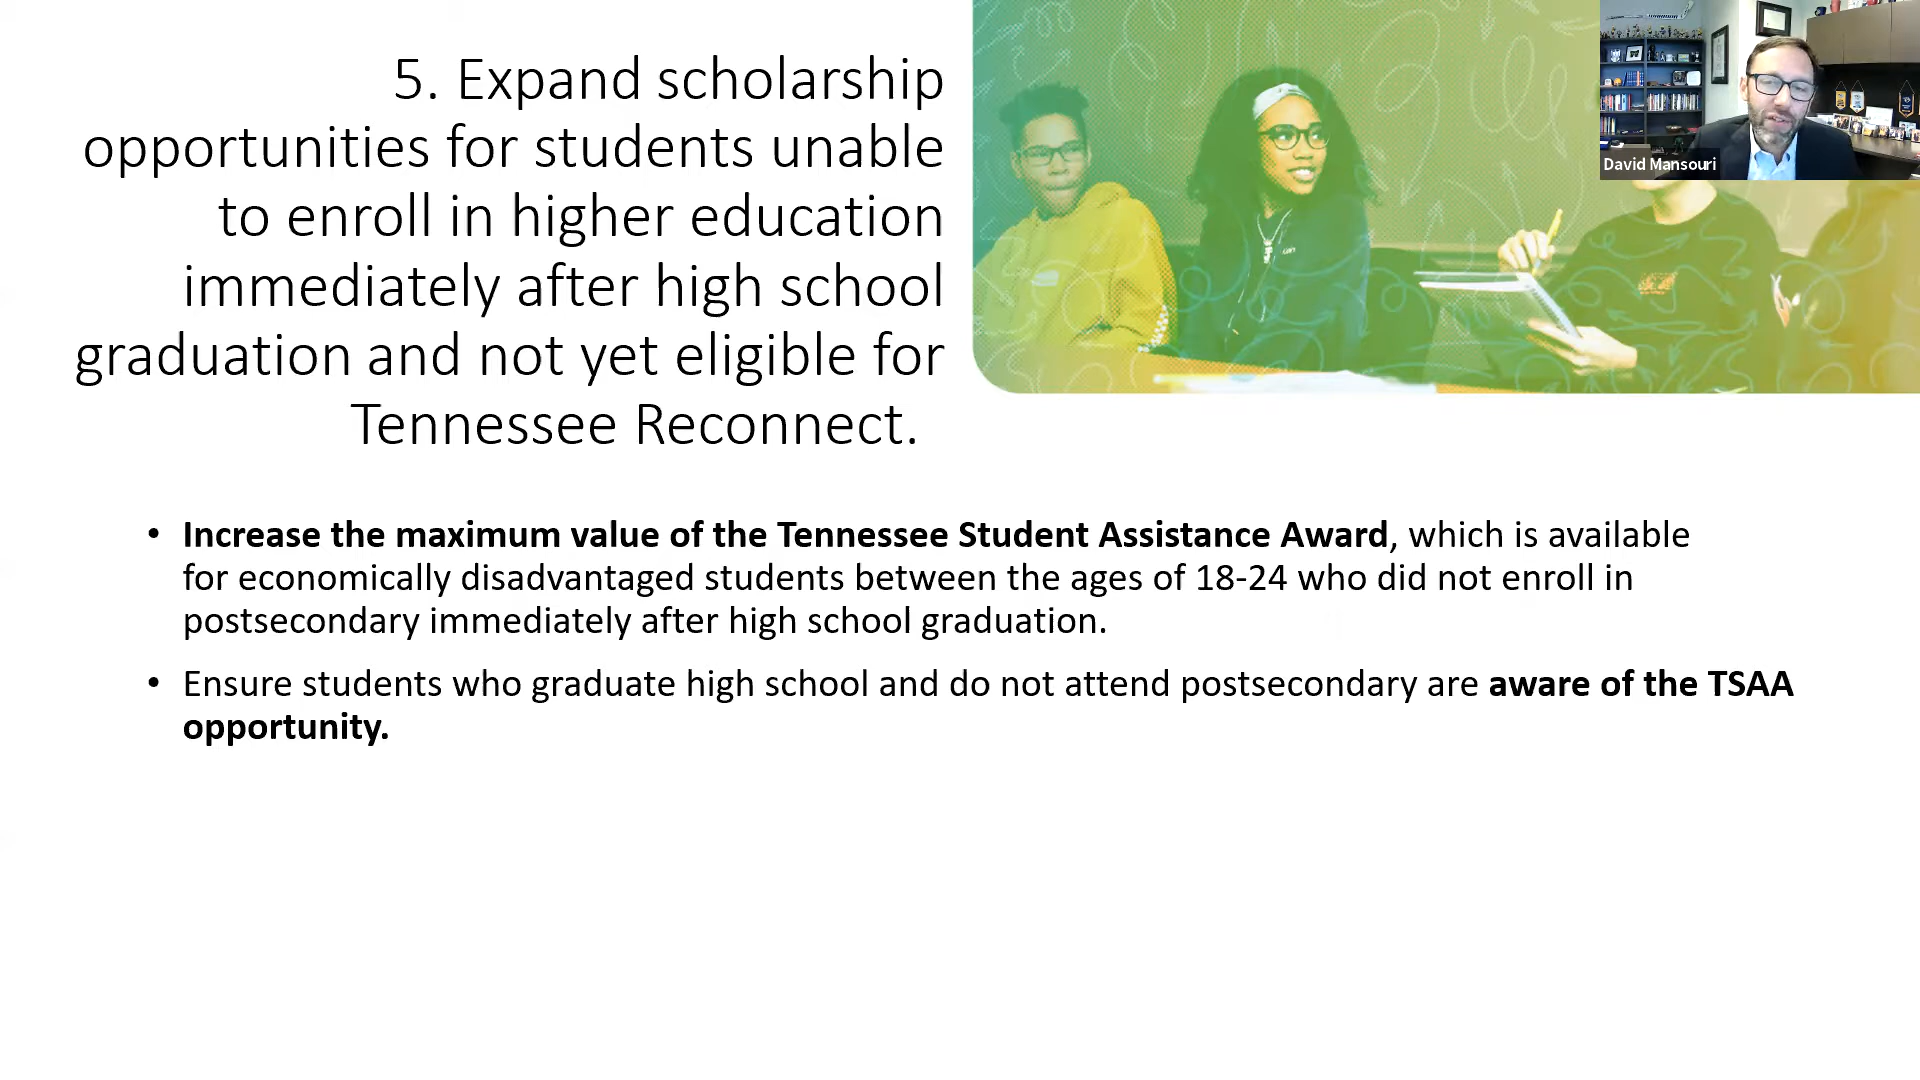 5. Expand scholarship
opportunities for students unable
to enroll in higher education
immediately after high school
graduation and not yet eligible for
Tennessee Reconnect.
David Mansouri
• Increase the maximum value of the Tennessee Student Assistance Award, which is available
for economically disadvantaged students between the ages of 18-24 who did not enroll in
postsecondary immediately after high school graduation.
• Ensure students who graduate high school and do not attend postsecondary are aware of the TSAA
opportunity.